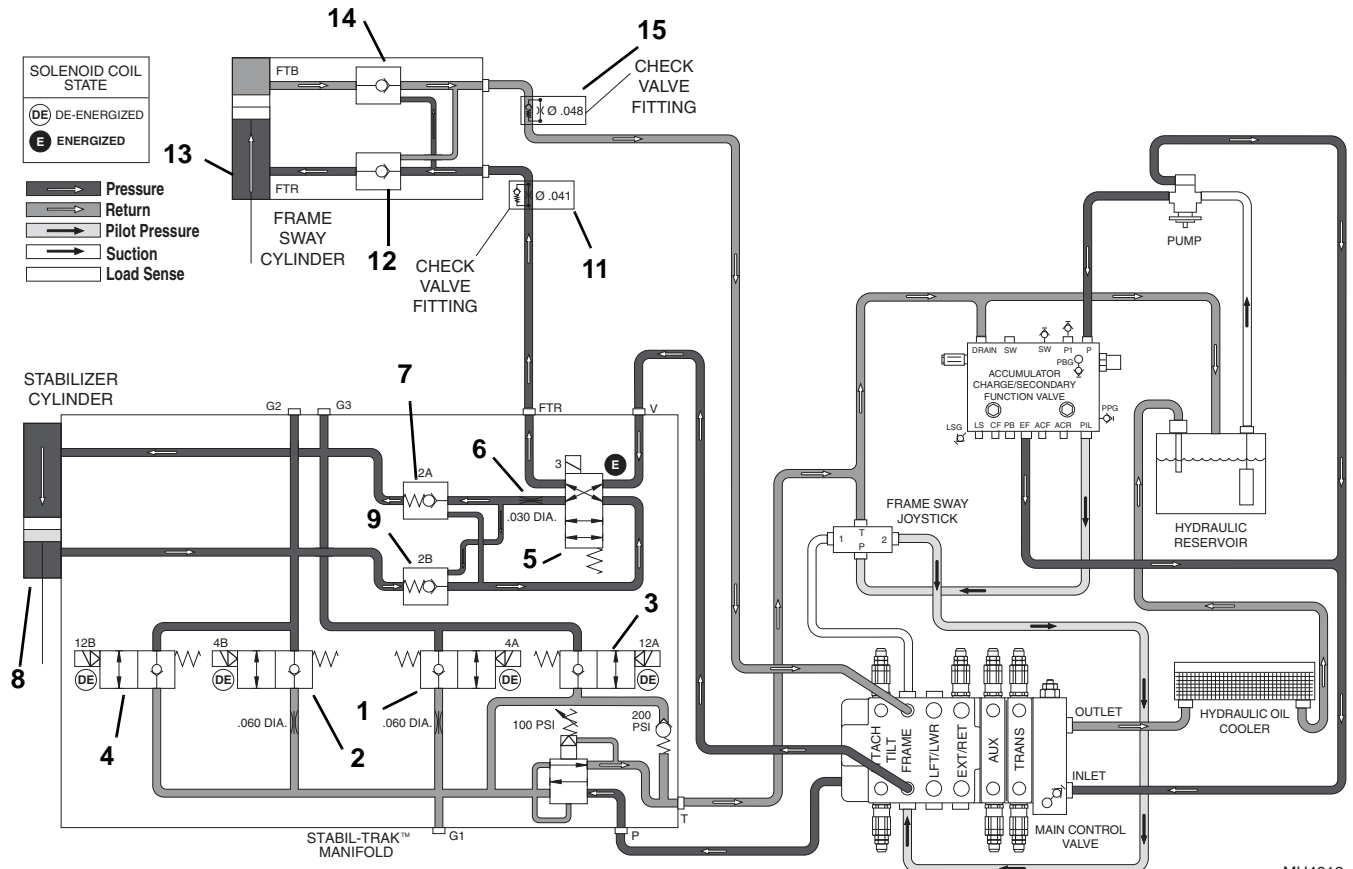 14
15
SOLENOID COIL
STATE
DE DE-ENERGIZED
E ENERGIZED
FTB
CHECK
VALVE
FITTING
Ø .048
13
Pressure
Return
Pilot Pressure
Suction
Load Sense
FTR
FRAME
SWAY
CYLINDER
12
Ø .041
11
CHECK
VALVE
FITTING
PUMP
DRAIN SW SW P1 P
PBG
ACCUMULATOR
CHARGE/SECONDARY
FUNCTION VALVE
PPG
LSG
LS CF PB EF ACF ACR PIL
STABILIZER
CYLINDER
G2 G3
7
FTR V
6
3 E
2A
.030 DIA.
9
2B
5
FRAME SWAY
JOYSTICK
1 T 2
P
HYDRAULIC
RESERVOIR
3
8
12B 4B 4A 12A
DE DE DE DE
4
.060 DIA.
2
1
.060 DIA.
100 PSI
200
PSI
TACH
TILT
FRAME
LFT/LWR
EXT/RET
AUX
TRANS
OUTLET
HYDRAULIC OIL
COOLER
INLET
T
G1
P
STABIL-TRAK™
MANIFOLD
MAIN CONTROL
VALVE